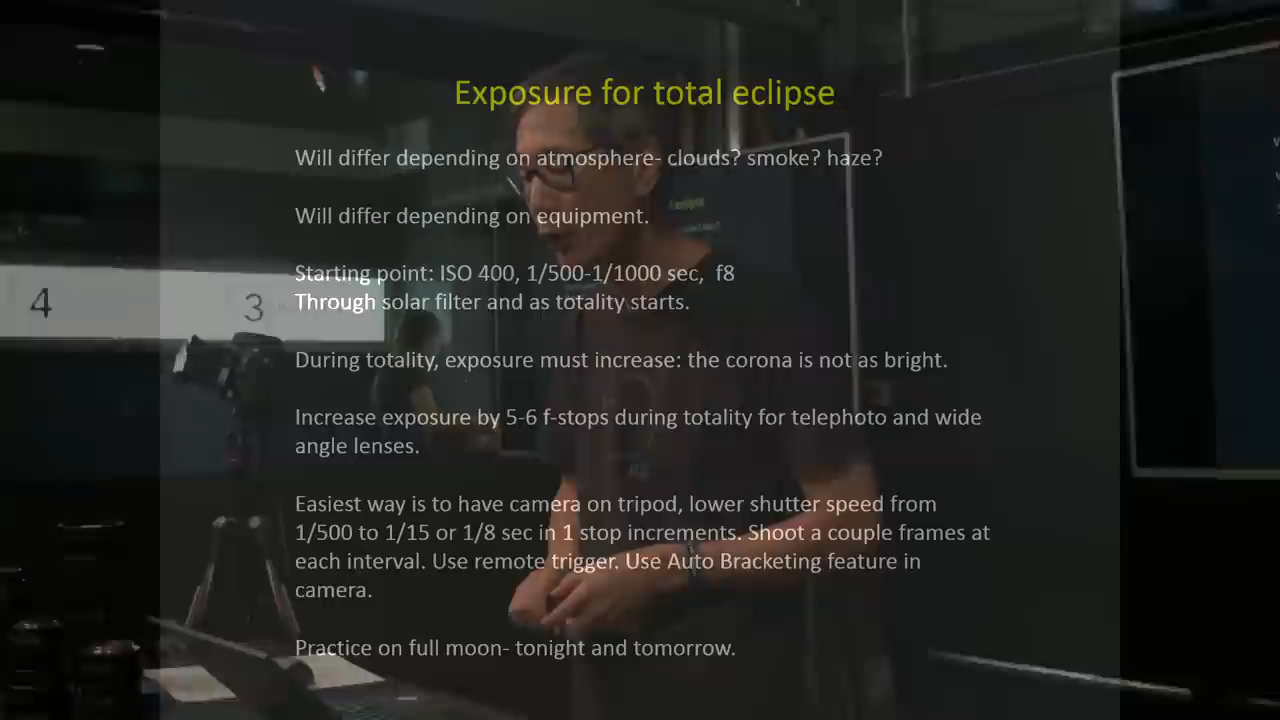 Exposure for total eclipse
Will differ depending on atmosphere- clouds? smoke? haze?
Will differ depending on equipment.
Starting point: ISO 400, 1/500-1/1000 sec,  f8
Through solar filter and as totality starts.
During totality, exposure must increase: the corona is not as bright.
Increase exposure by 5-6 f-stops during totality for telephoto and wide
angle lenses.
Easiest way is to have camera on tripod, lower shutter speed from
1/500 to 1/15 or 1/8 sec in 1 stop increments. Shoot a couple frames at
each interval. Use remote trigger. Use Auto Bracketing feature in
camera.
Practice on full moon- tonight and tomorrow.
4
3